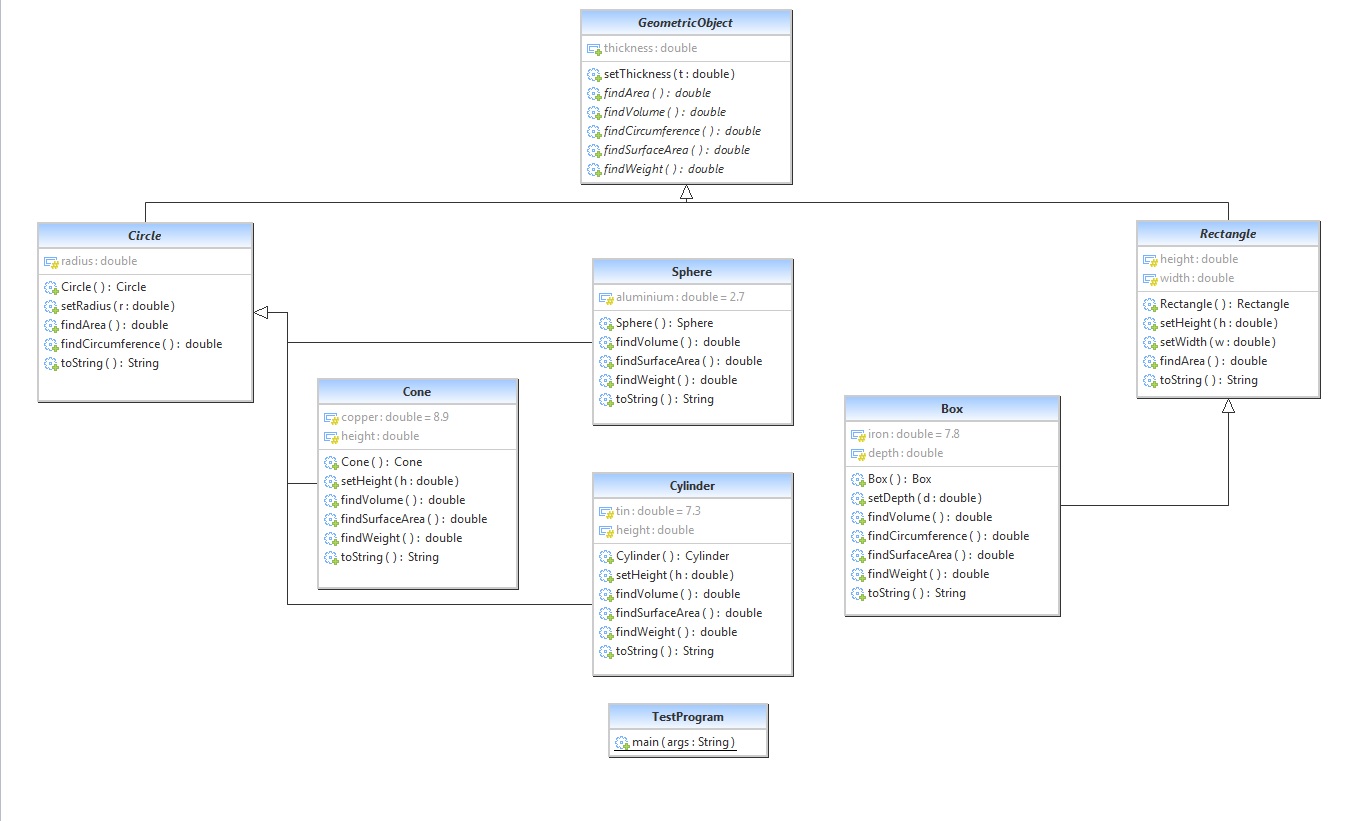 GeometricObject
thickness : double
setThickness ( t : double )
findArea ( ) : double
findVolume ( ) : double
findCircumference ( ) : double
findSurfaceArea ( ) : double
findWeight ( ) : double
Circle
radius : double
Circle ( ) : Circle
setRadius ( r : double )
findArea ( ) : double
findCircumference ( ) : double
toString ( ) : String
Sphere
aluminium : double = 2.7
Sphere ( ) : Sphere
findVolume ( ) : double
findSurfaceArea ( ) : double
findWeight ( ) : double
toString ( ) : String
Rectangle
height : double
width : double
Rectangle ( ) : Rectangle
setHeight ( h : double )
setWidth ( w : double )
findArea ( ) : double
toString ( ) : String
Cone
copper : double = 8.9
height : double
Cone ( ) : Cone
setHeight ( h : double )
findVolume ( ) : double
findSurfaceArea ( ) : double
findWeight ( ) : double
toString ( ) : String
Cylinder
tin : double = 7.3
height : double
Cylinder ( ) : Cylinder
setHeight ( h : double )
findVolume ( ) : double
findSurfaceArea ( ) : double
findWeight ( ) : double
toString ( ) : String
Box
iron : double = 7.8
depth : double
Box ( ) : Box
setDepth ( d : double )
findVolume ( ) : double
findCircumference ( ) : double
findSurfaceArea ( ) : double
findWeight ( ) : double
toString ( ) : String
TestProgram
main ( args : String )